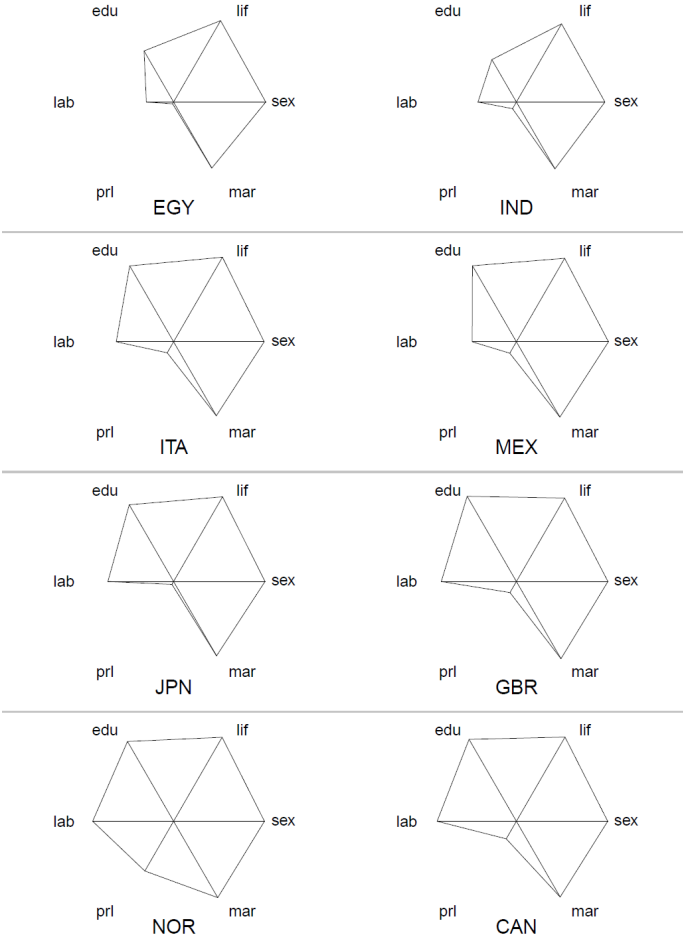 edu lif edu lif
lab sex lab sex
prl mar prl mar
EGY IND
edu lif edu lif
lab sex lab sex
prl mar prl mar
ITA MEX
edu lif edu lif
lab sex lab sex
prl mar prl mar
JPN GBR
edu lif edu lif
lab sex lab sex
prl mar prl mar
NOR CAN